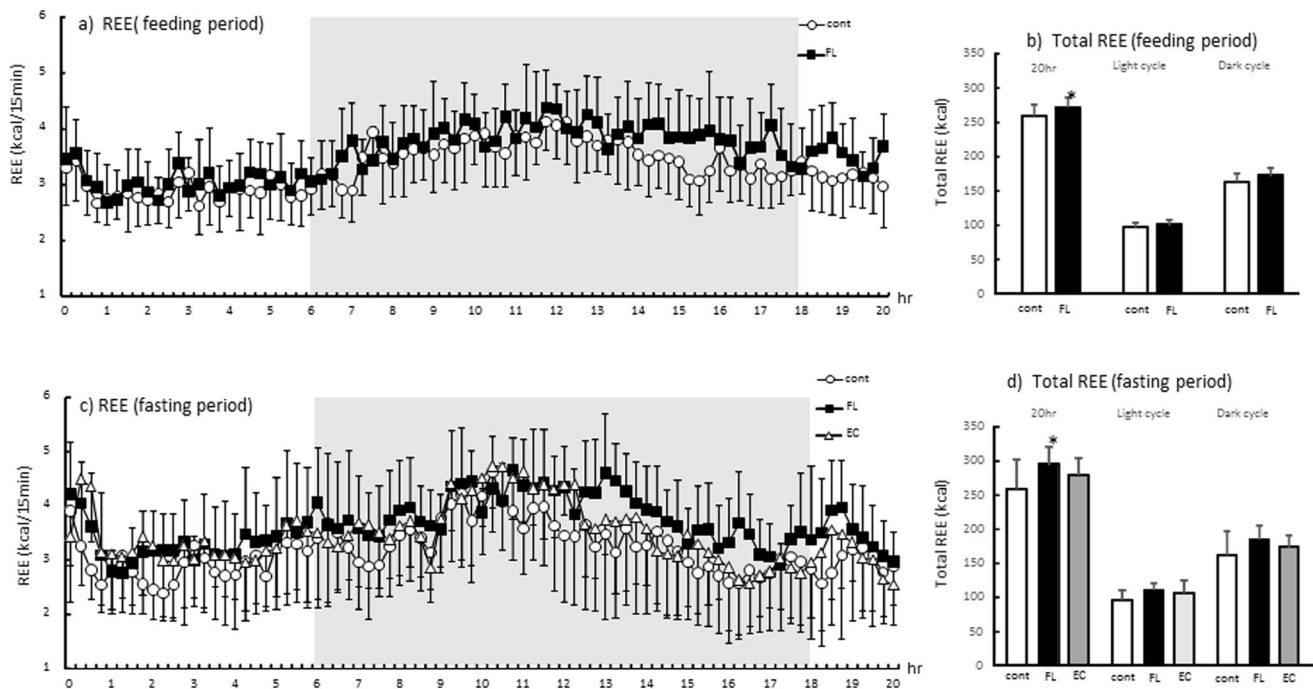 a) REE( feeding period)
cont
FL
REE (kcal/15min)
6
5
4
3
2
1
0 1 2 3 4 5 6 7 8 9 10 11 12 13 14 15 16 17 18 19 20
hr
b) Total REE (feeding period)
20hr Light cycle Dark cycle
Total REE (kcal)
350
300
250
200
150
100
50
0
*
cont FL cont FL cont FL
c) REE (fasting period)
cont
FL
EC
REE (kcal/15min)
6
5
4
3
2
1
0 1 2 3 4 5 6 7 8 9 10 11 12 13 14 15 16 17 18 19 20
hr
d) Total REE (fasting period)
20hr Light cycle Dark cycle
Total REE (kcal)
350
300
250
200
150
100
50
0
*
cont FL EC cont FL EC cont FL EC